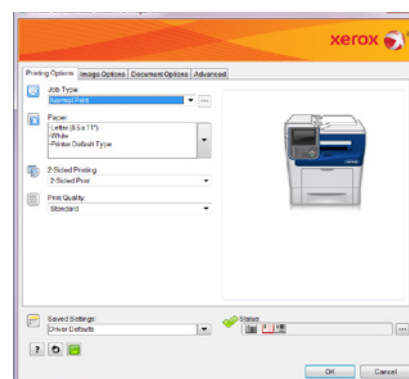 xerox
Printing Options Image Options Document Options Advanced
Job Type
Normal Print
Paper:
-Letter (8.5 x 11")
-White
-Printer Default Type
2-Sided Printing:
2-Sided Print
Print Quality:
Standard
Saved Settings:
Driver Defaults
Status:
?
OK Cancel